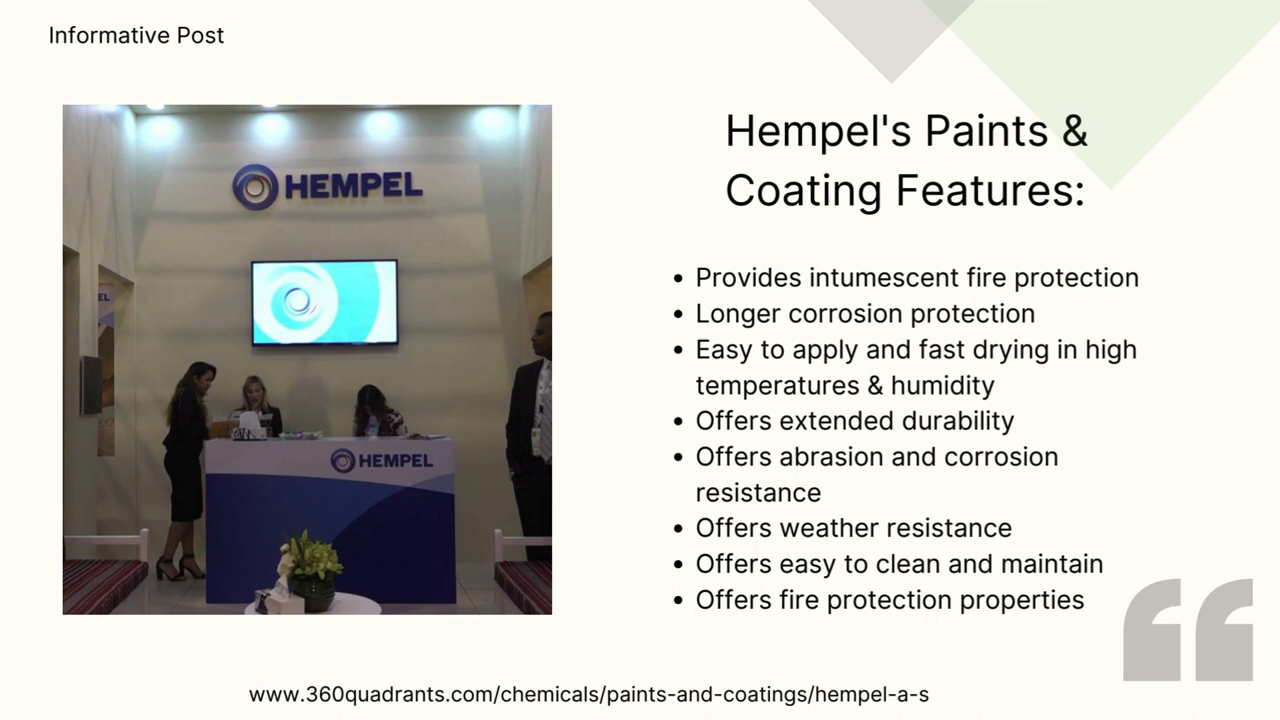 Informative Post
HEMPEL
EL
HEMPEL
Hempel's Paints &
Coating Features:
• Provides intumescent fire protection
• Longer corrosion protection
• Easy to apply and fast drying in high
temperatures & humidity
• Offers extended durability
• Offers abrasion and corrosion
resistance
• Offers weather resistance
• Offers easy to clean and maintain
• Offers fire protection properties
www.360quadrants.com/chemicals/paints-and-coatings/hempel-a-s